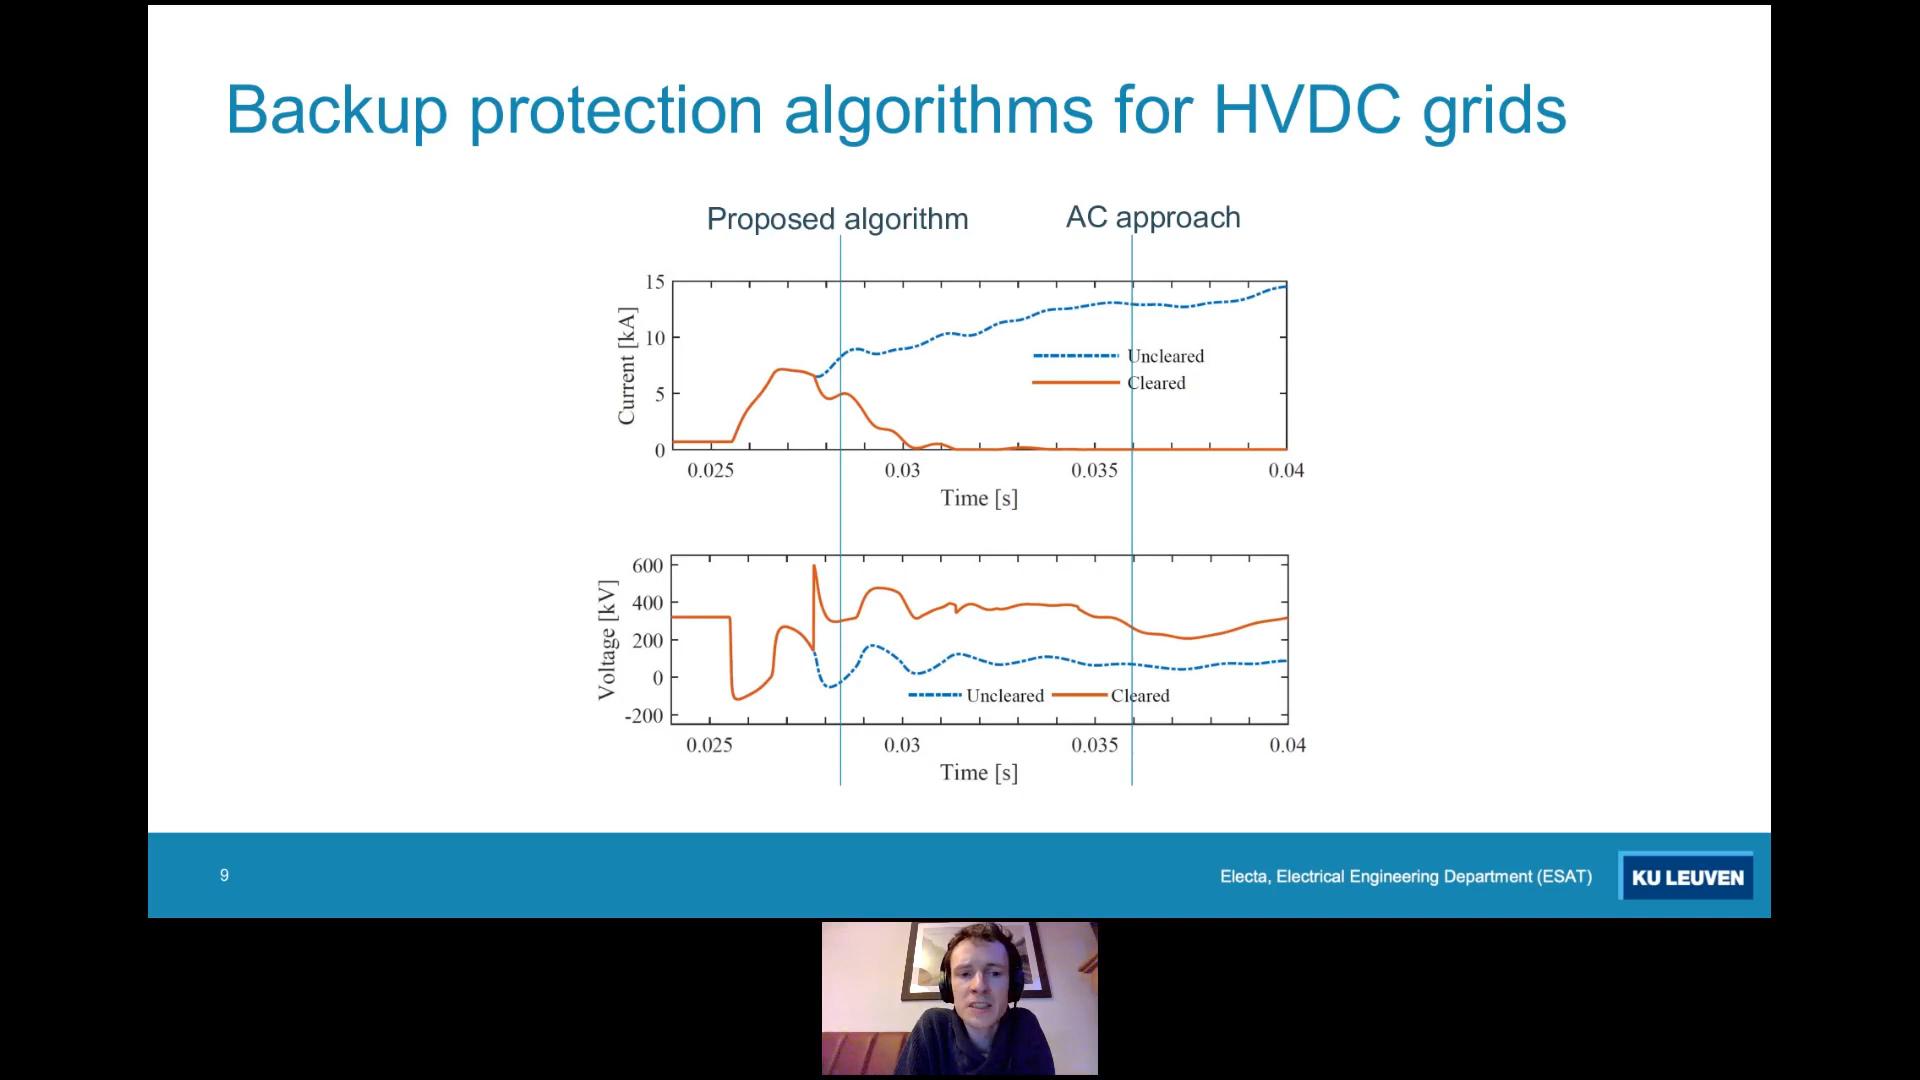 Backup protection algorithms for HVDC grids
Proposed algorithm
AC approach
15
10
5
0
Current [kA]
Uncleared
Cleared
0.025
0.03
0.035
0.04
Time [s]
600
400
200
0
-200
Voltage [kV]
Uncleared
Cleared
0.025
0.03
0.035
0.04
Time [s]
9
Electa, Electrical Engineering Department (ESAT)
KU LEUVEN